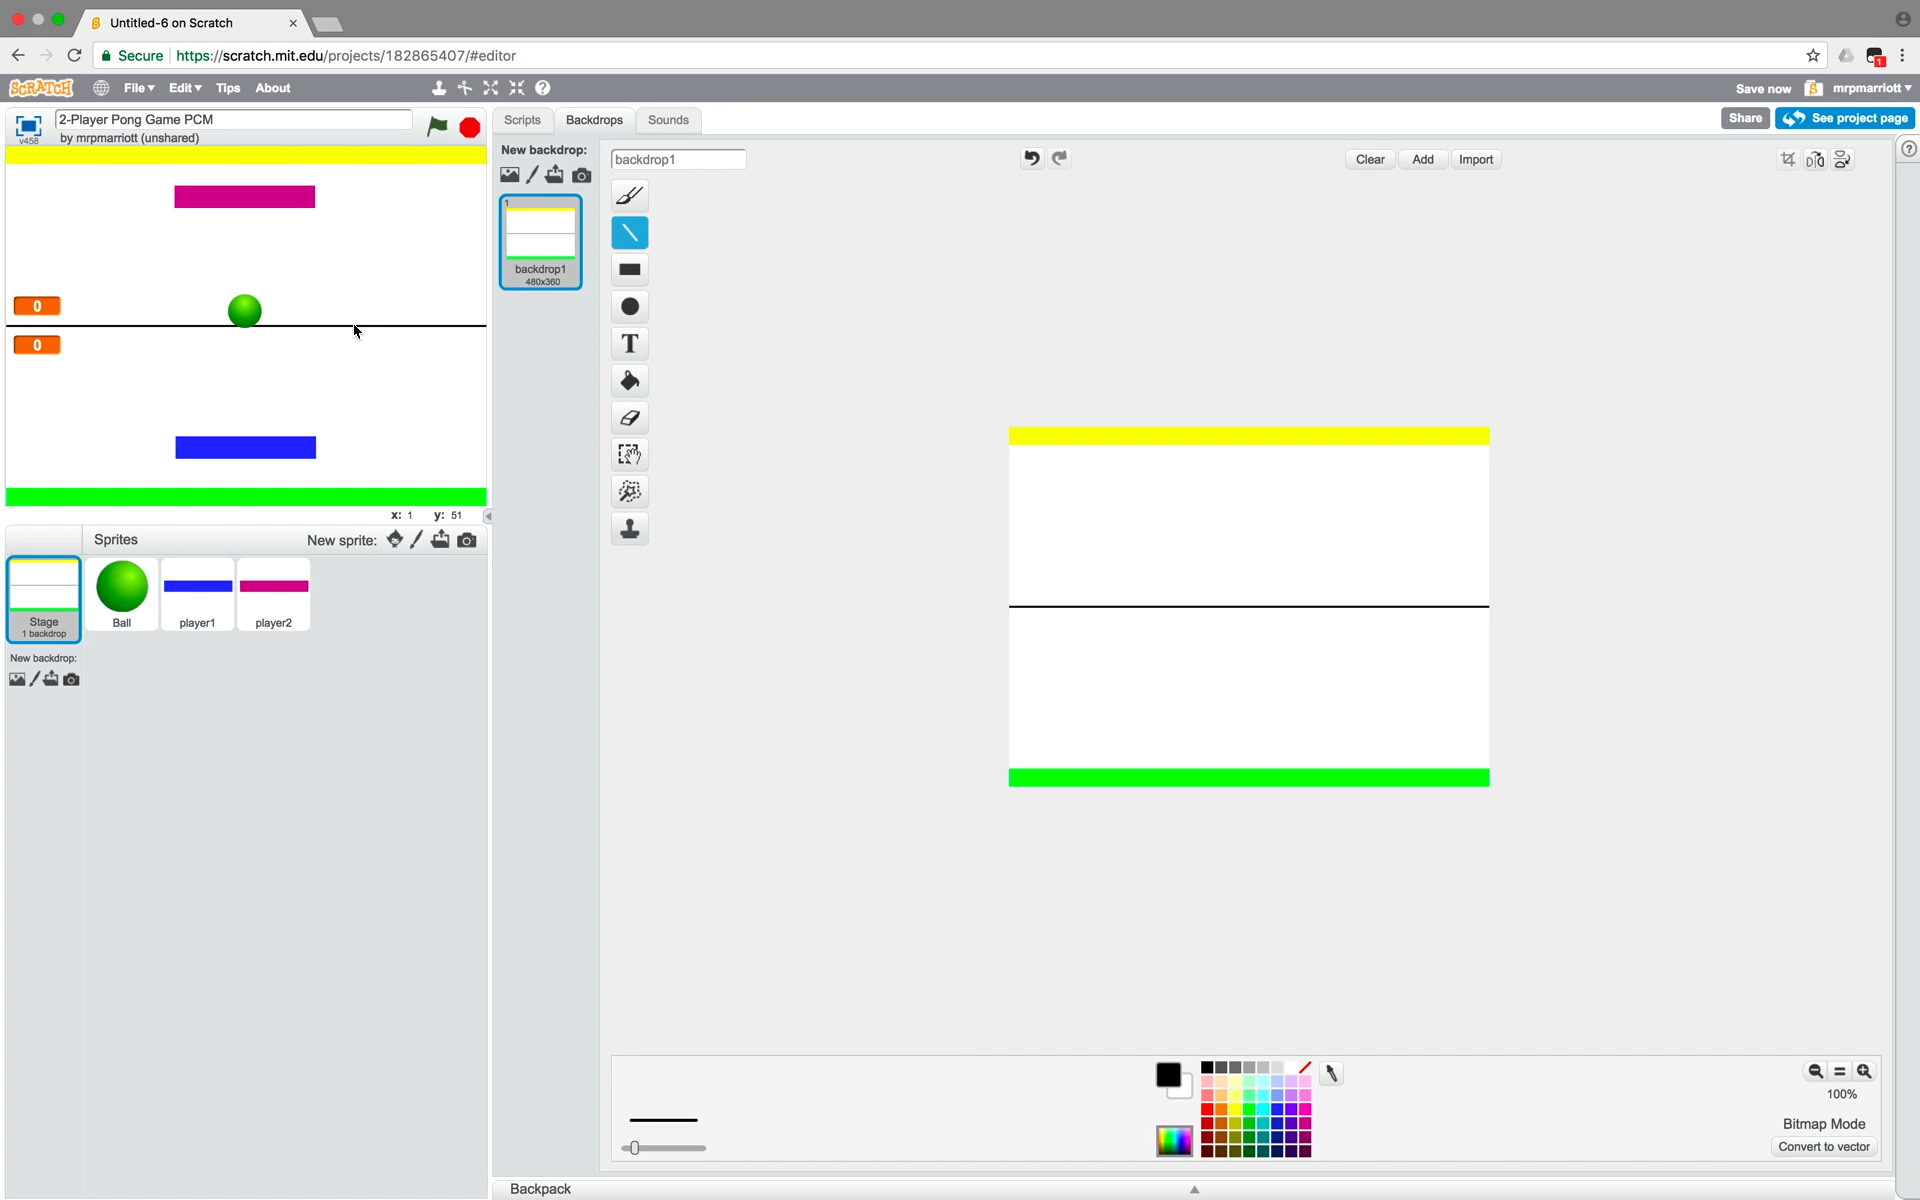 Untitled-6 on Scratch
Secure https://scratch.mit.edu/projects/182865407/#editor
1
SCRATCH File Edit Tips About
Save now mrpmarriott
v458
2-Player Pong Game PCM
by mrpmarriott (unshared)
Scripts Backdrops Sounds
Share See project page
New backdrop:
backdrop1
Clear Add Import
1
backdrop1
480x360
T
0
0
x: 1 y: 51
Sprites New sprite:
Stage
1 backdrop
Ball
player1
player2
New backdrop:
100%
Bitmap Mode
Convert to vector
Backpack